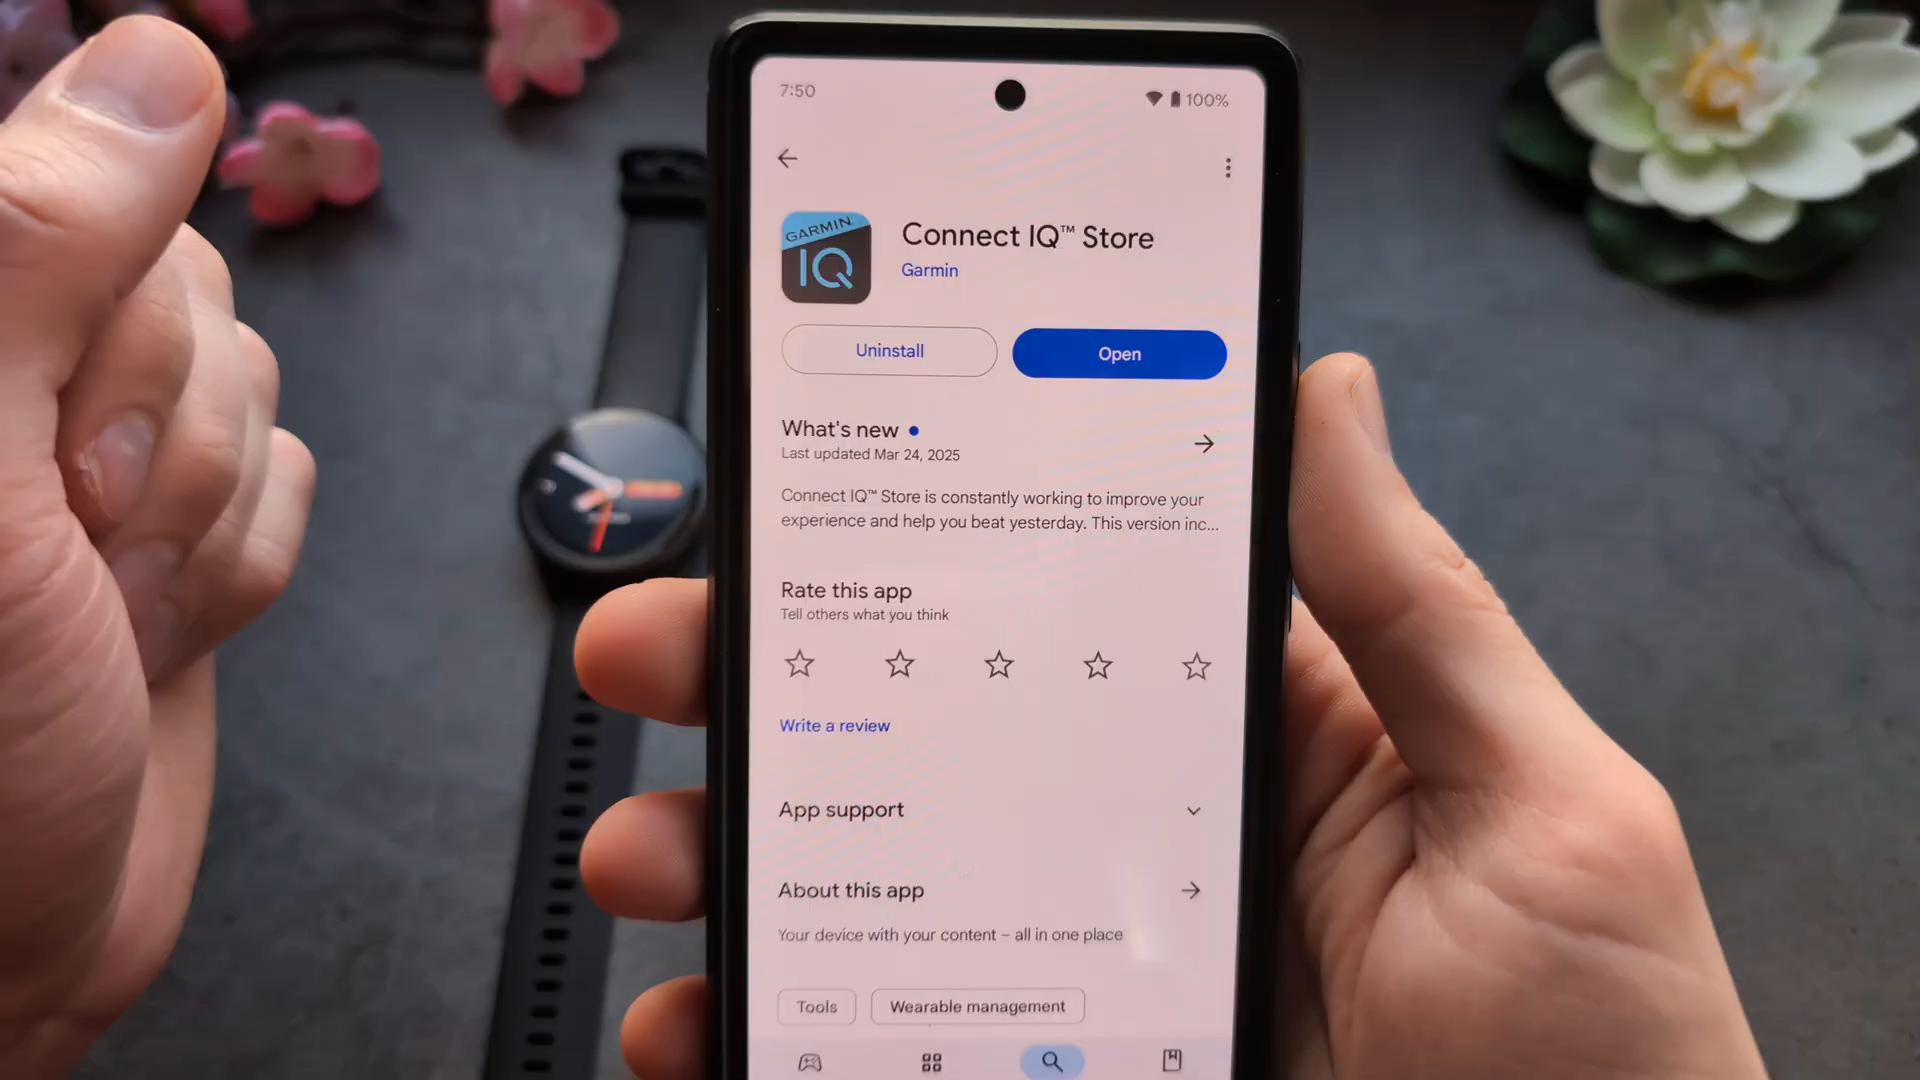 7:50
100%
GARMIN
IQ
Connect IQ™ Store
Garmin
Uninstall
Open
What's new
Last updated Mar 24, 2025
Connect IQ™ Store is constantly working to improve your
experience and help you beat yesterday. This version inc...
Rate this app
Tell others what you think
Write a review
App support
About this app
Your device with your content – all in one place
Tools
Wearable management